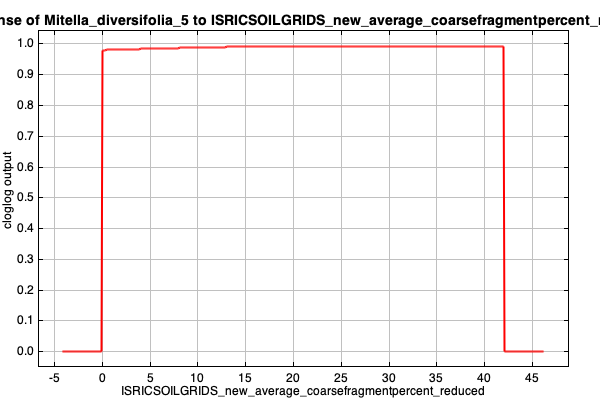 nse of Mitella_diversifolia_5 to ISRICSOILGRIDS_new_average_coarsefragmentpercent_r
1.0
0.9
0.8
0.7
0.6
0.5
0.4
0.3
0.2
0.1
0.0
cloglog output
-5 0 5 10 15 20 25 30 35 40 45
ISRICSOILGRIDS_new_average_coarsefragmentpercent_reduced